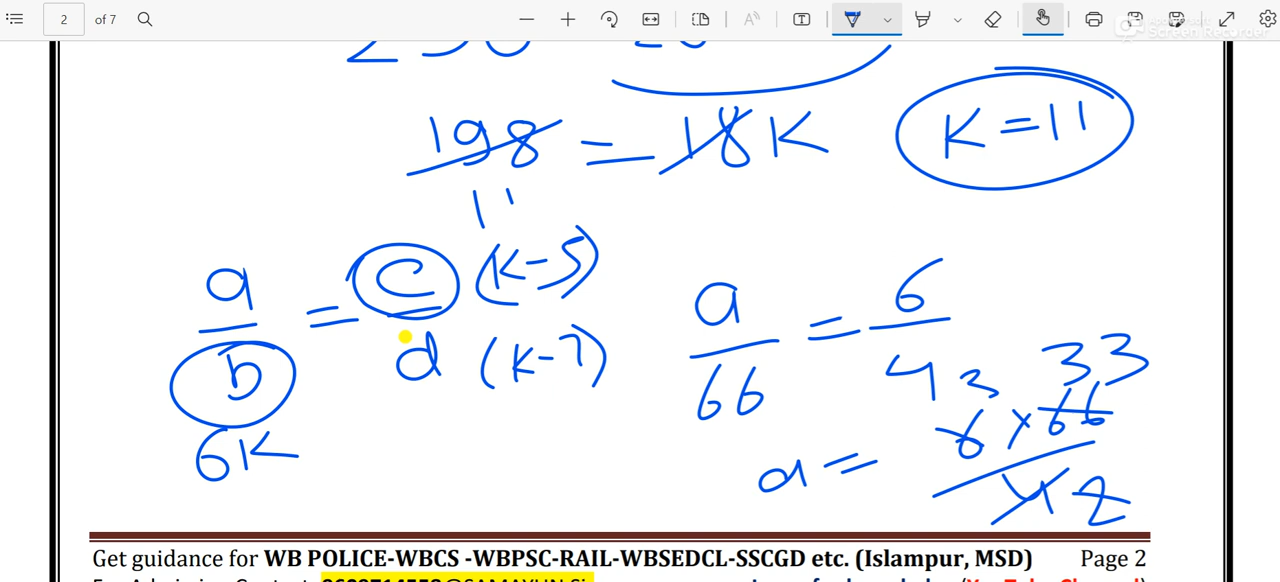 2 of 7
198 = 18 K K = 11
11
a/b = c/d (K-5) (K-7)
6K
a/66 = 6/4
a = 6 × 66 / 4 2
3 33
Get guidance for WB POLICE-WBCS -WBPSC-RAIL-WBSEDCL-SSCGD etc. (Islampur, MSD) Page 2